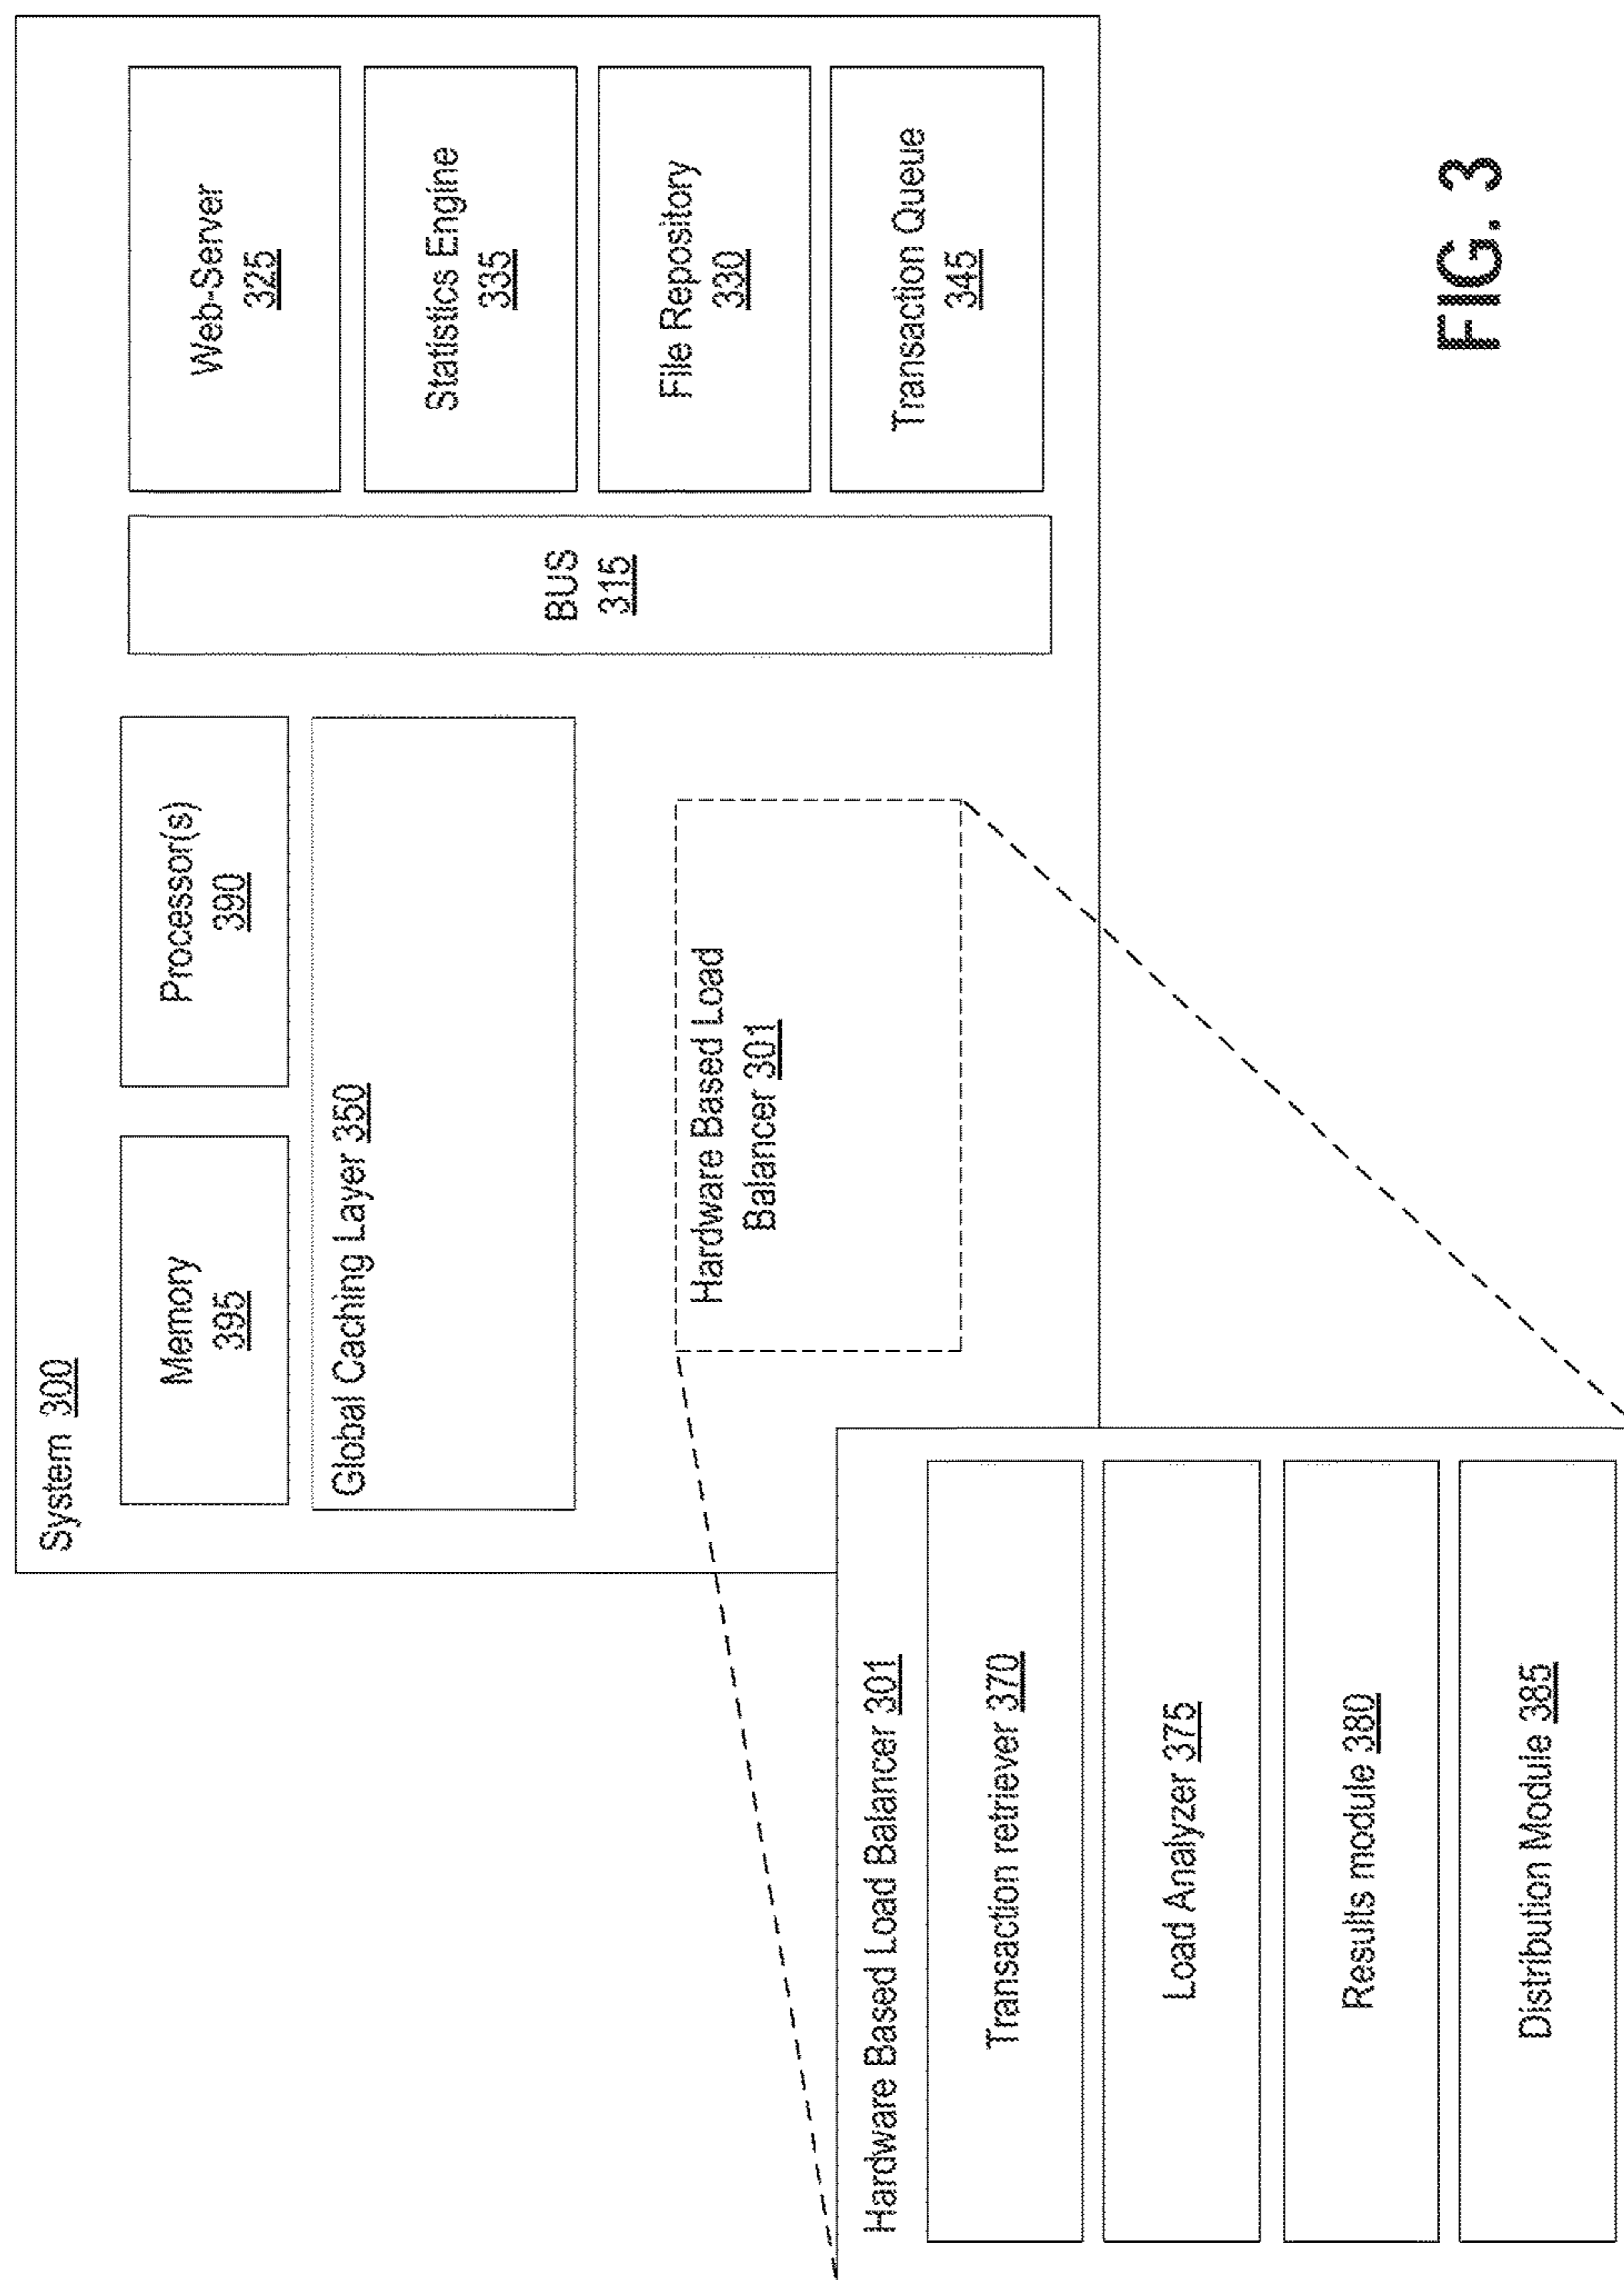 System 300
Memory
395
Processor(s)
390
Global Caching Layer 350
Hardware Based Load
Balancer 301
BUS
315
Web-Server
325
Statistics Engine
335
File Repository
330
Transaction Queue
345
Hardware Based Load Balancer 301
Transaction retriever 370
Load Analyzer 375
Results module 380
Distribution Module 385
FIG. 3